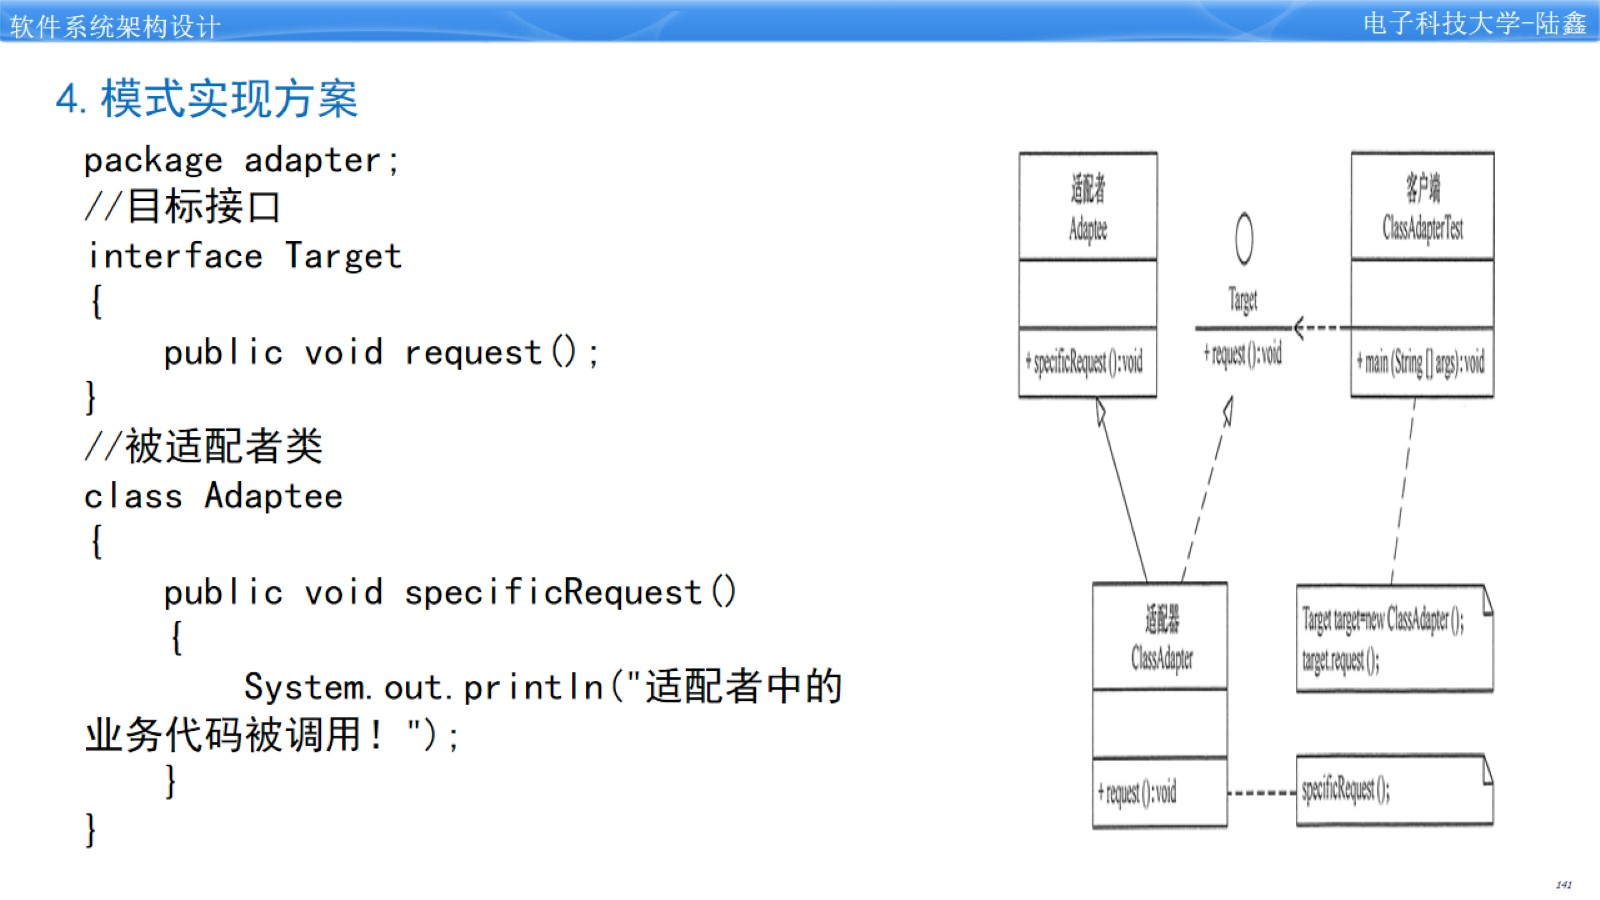 软件系统架构设计
电子科技大学-陆鑫
4. 模式实现方案
package adapter;
//目标接口
interface Target
{
    public void request();
}
//被适配者类
class Adaptee
{
    public void specificRequest()
    {
        System.out.println("适配者中的
业务代码被调用！");
    }
}
适配者
Adaptee
+ specificRequest (): void
Target
+ request (): void
客户端
ClassAdapterTest
+ main (String [] args): void
适配器
ClassAdapter
+ request (): void
Target target=new ClassAdapter ();
target.request ();
specificRequest ();
141